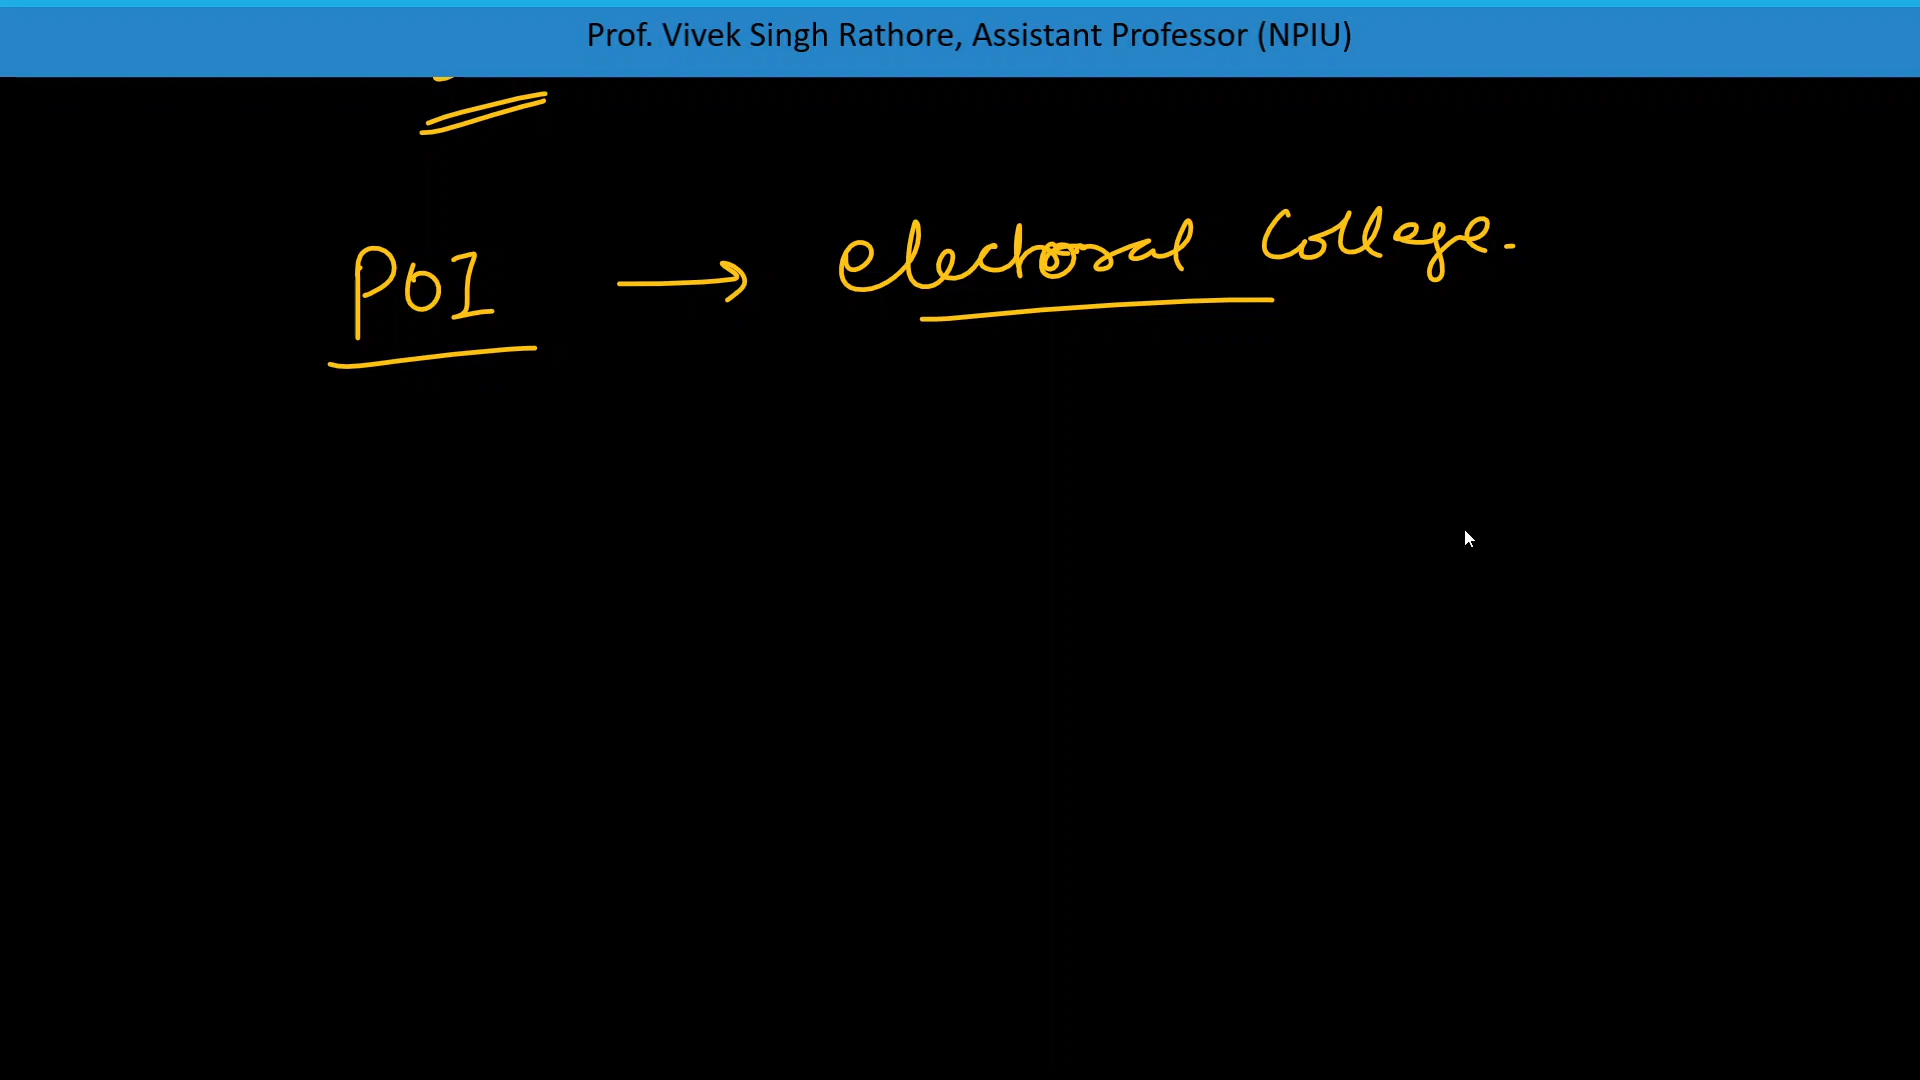 Prof. Vivek Singh Rathore, Assistant Professor (NPIU)
POI → Electoral College.